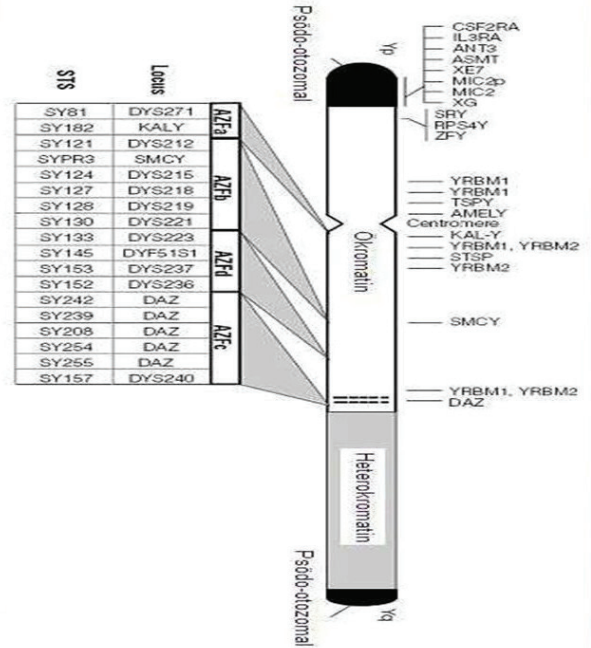 STS Locus
SY81 DYS271
SY182 KALY
SY121 DYS212
SYPR3 SMCY
SY124 DYS215
SY127 DYS218
SY128 DYS219
SY130 DYS221
SY133 DYS223
SY145 DYF51S1
SY153 DYS237
SY152 DYS236
SY242 DAZ
SY239 DAZ
SY208 DAZ
SY254 DAZ
SY255 DAZ
SY157 DYS240
AZFa
AZFb
AZFd
AZFc
Psödo-otozomal
Yp
Ökromatin
Heterokromatin
Psödo-otozomal
Yq
CSF2RA
IL3RA
ANT3
ASMT
XE7
MIC2p
MIC2
XG
SRY
RPS4Y
ZFY
YRBM1
YRBM1
TSPY
AMELY
Centromere
KAL-Y
YRBM1, YRBM2
STSP
YRBM2
SMCY
YRBM1, YRBM2
DAZ